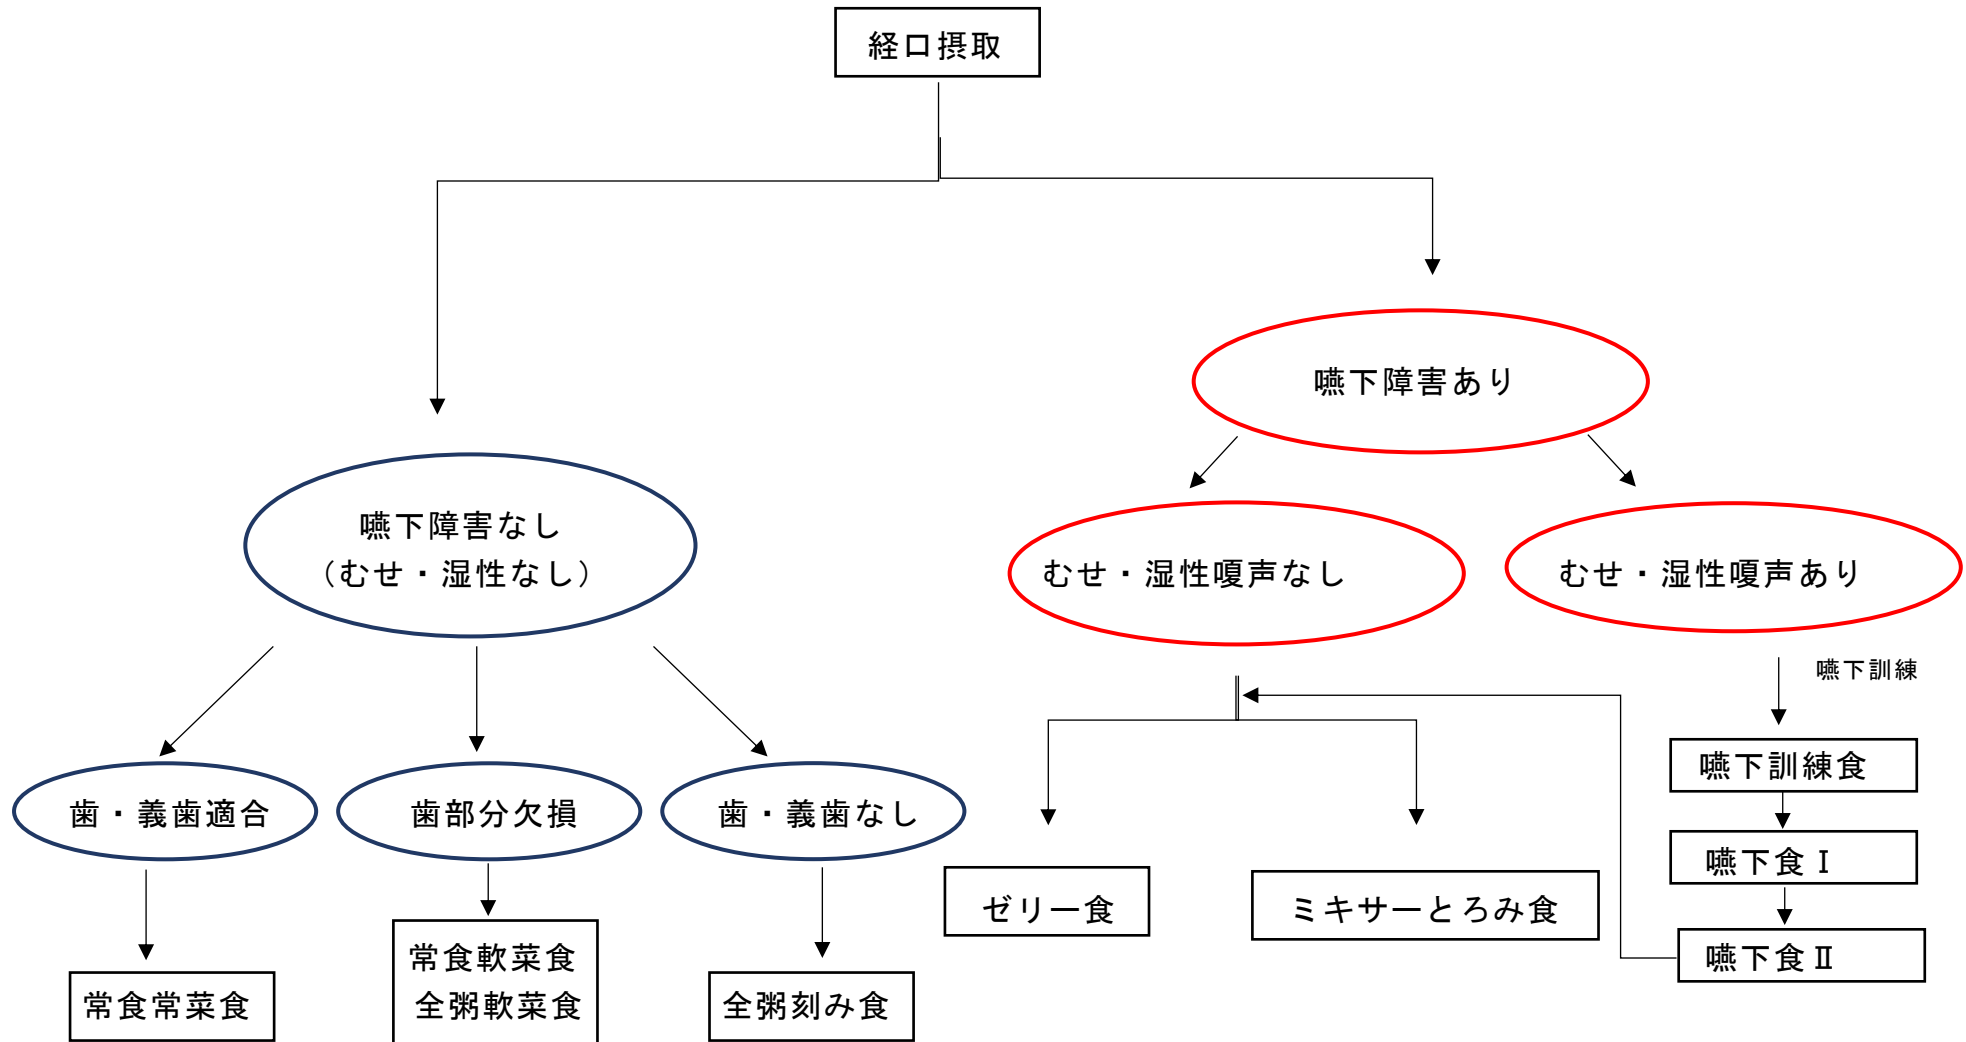 経口摂取
嚥下障害あり
嚥下障害なし
（むせ・湿性なし）
むせ・湿性嗄声なし
むせ・湿性嗄声あり
嚥下訓練
歯・義歯適合
歯部分欠損
歯・義歯なし
嚥下訓練食
嚥下食Ⅰ
嚥下食Ⅱ
ゼリー食
ミキサーとろみ食
常食常菜食
常食軟菜食
全粥軟菜食
全粥刻み食